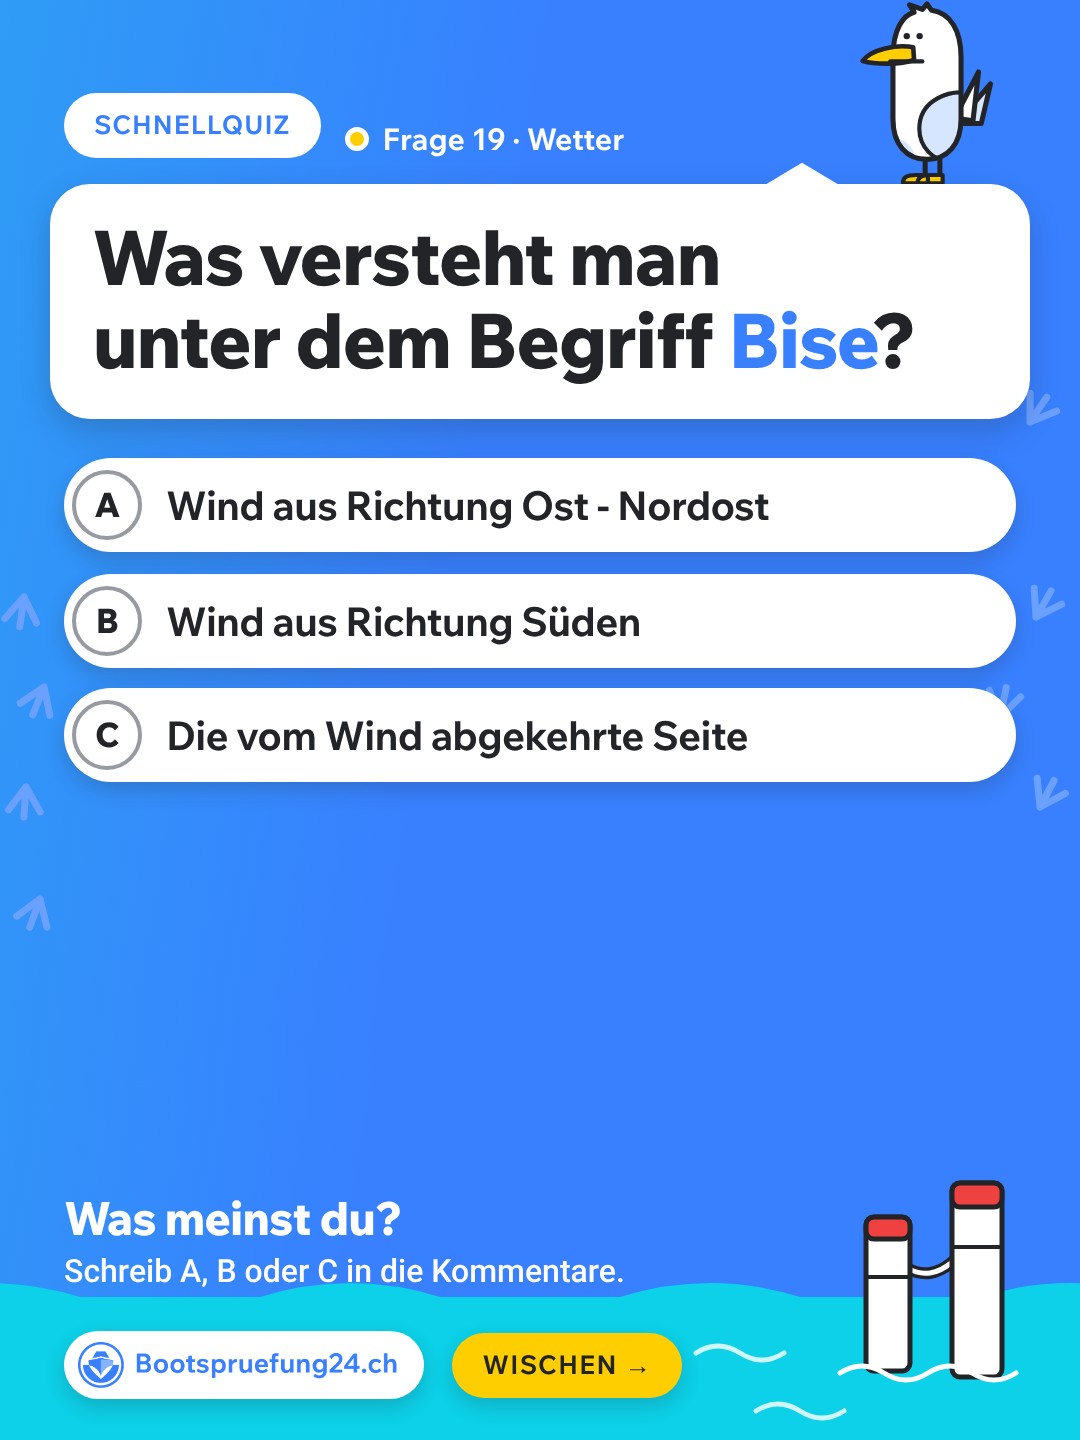 SCHNELLQUIZ
Frage 19 · Wetter
Was versteht man
unter dem Begriff Bise?
A Wind aus Richtung Ost - Nordost
B Wind aus Richtung Süden
C Die vom Wind abgekehrte Seite
Was meinst du?
Schreib A, B oder C in die Kommentare.
Bootspruefung24.ch
WISCHEN →